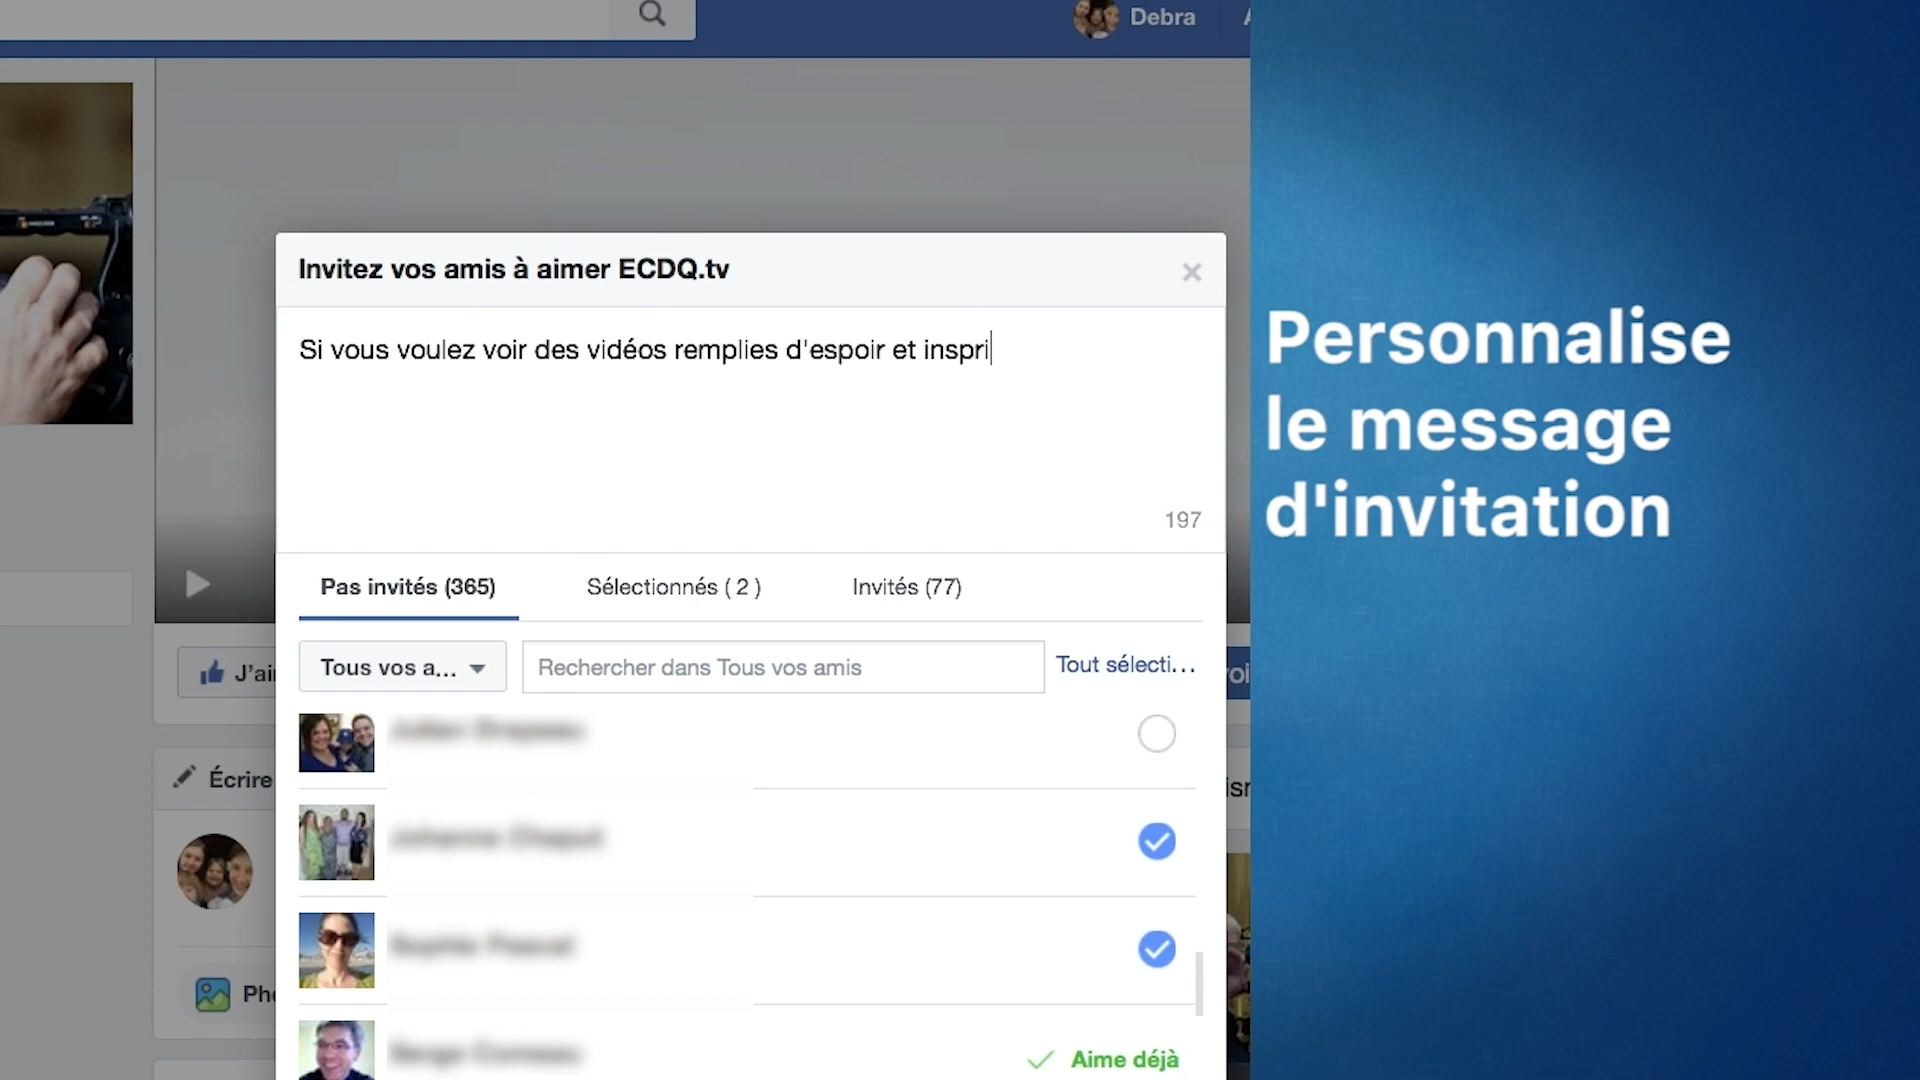 Debra
Invitez vos amis à aimer ECDQ.tv
Si vous voulez voir des vidéos remplies d'espoir et inspri
197
Pas invités (365)
Sélectionnés ( 2 )
Invités (77)
Tous vos a...
Rechercher dans Tous vos amis
Tout sélecti...
J'ai
Écrire
Pho
Aime déjà
Personnalise
le message
d'invitation